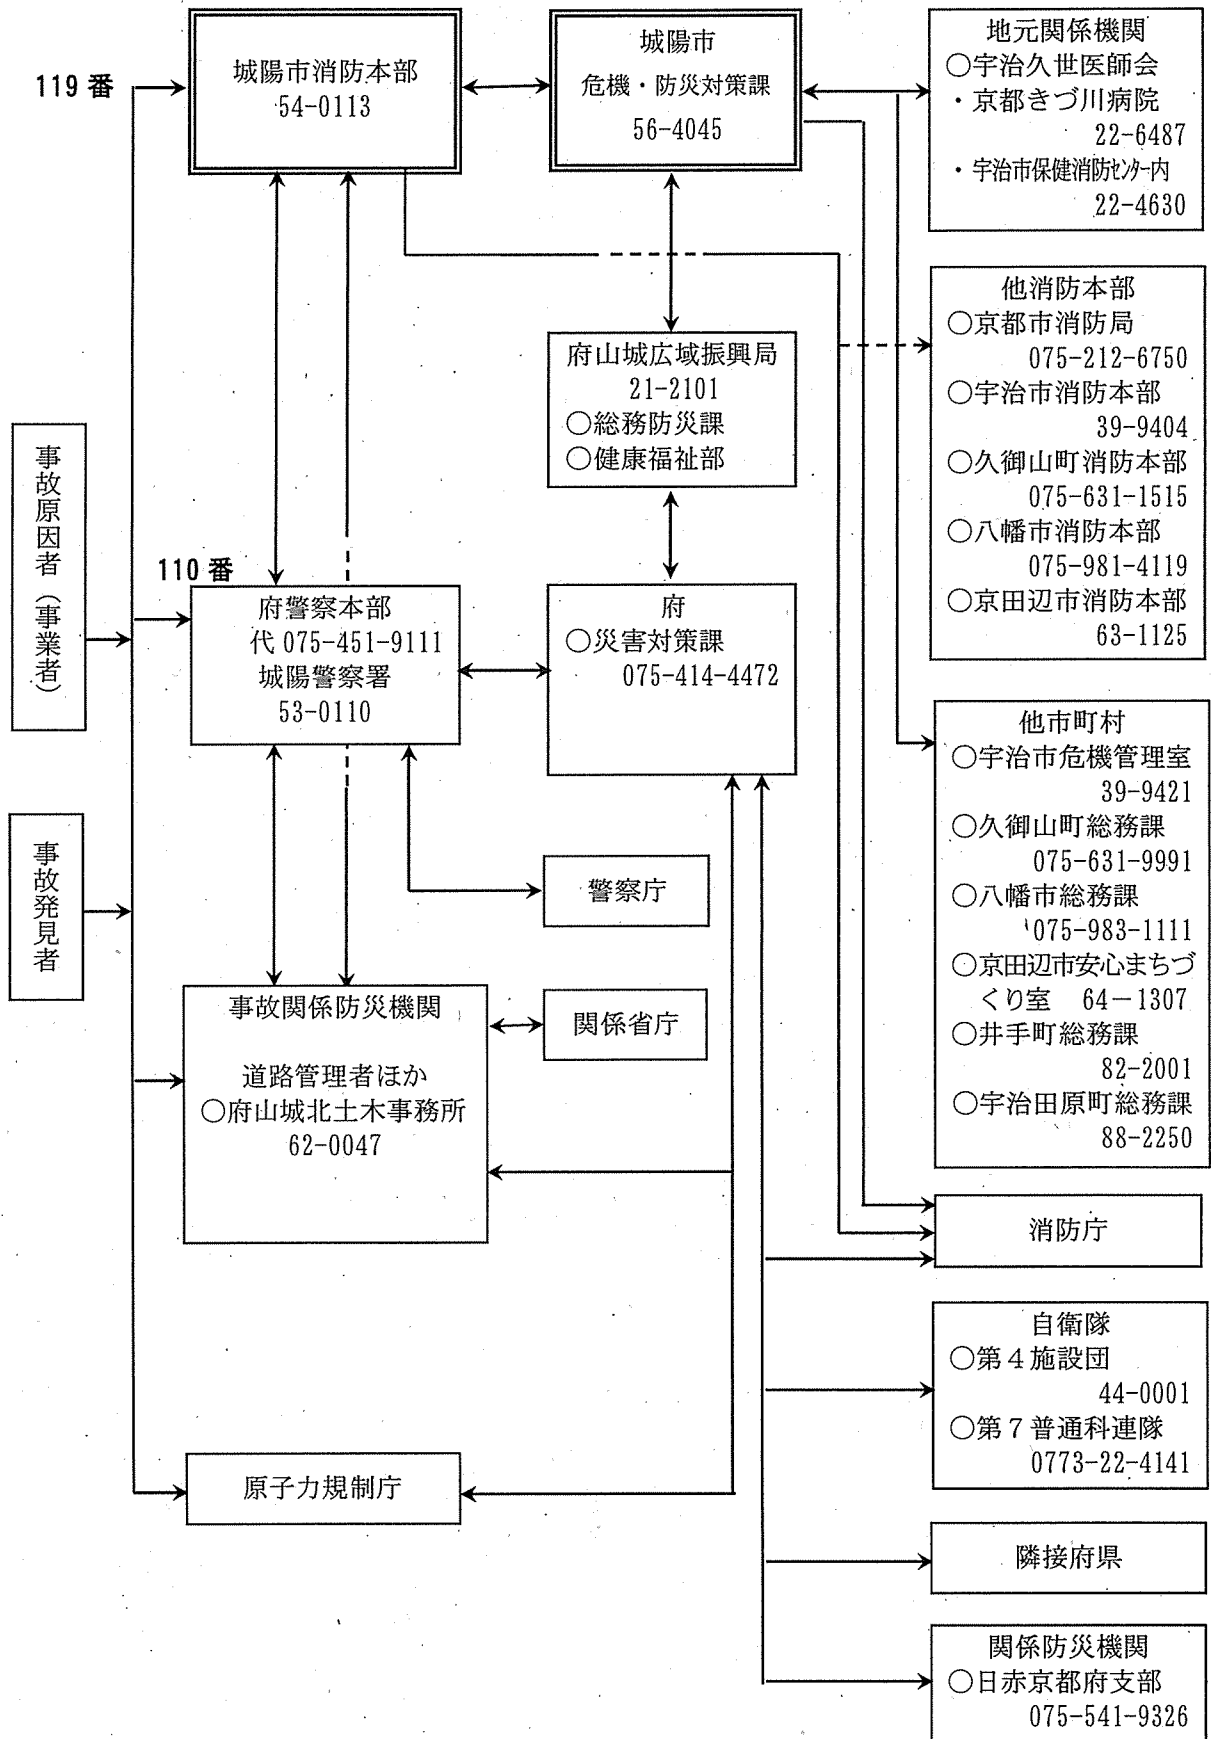 119 番
城陽市消防本部
54-0113
城陽市
危機・防災対策課
56-4045
地元関係機関
○宇治久世医師会
・京都きづ川病院
22-6487
・宇治市保健消防センター内
22-4630
他消防本部
○京都市消防局
075-212-6750
○宇治市消防本部
39-9404
○久御山町消防本部
075-631-1515
○八幡市消防本部
075-981-4119
○京田辺市消防本部
63-1125
府山城広域振興局
21-2101
○総務防災課
○健康福祉部
事故原因者（事業者）
110 番
府警察本部
代 075-451-9111
城陽警察署
53-0110
府
○災害対策課
075-414-4472
他市町村
○宇治市危機管理室
39-9421
○久御山町総務課
075-631-9991
○八幡市総務課
075-983-1111
○京田辺市安心まちづ
くり室 64－1307
○井手町総務課
82-2001
○宇治田原町総務課
88-2250
事故発見者
警察庁
事故関係防災機関
道路管理者ほか
○府山城北土木事務所
62-0047
関係省庁
消防庁
自衛隊
○第４施設団
44-0001
○第７普通科連隊
0773-22-4141
原子力規制庁
隣接府県
関係防災機関
○日赤京都府支部
075-541-9326